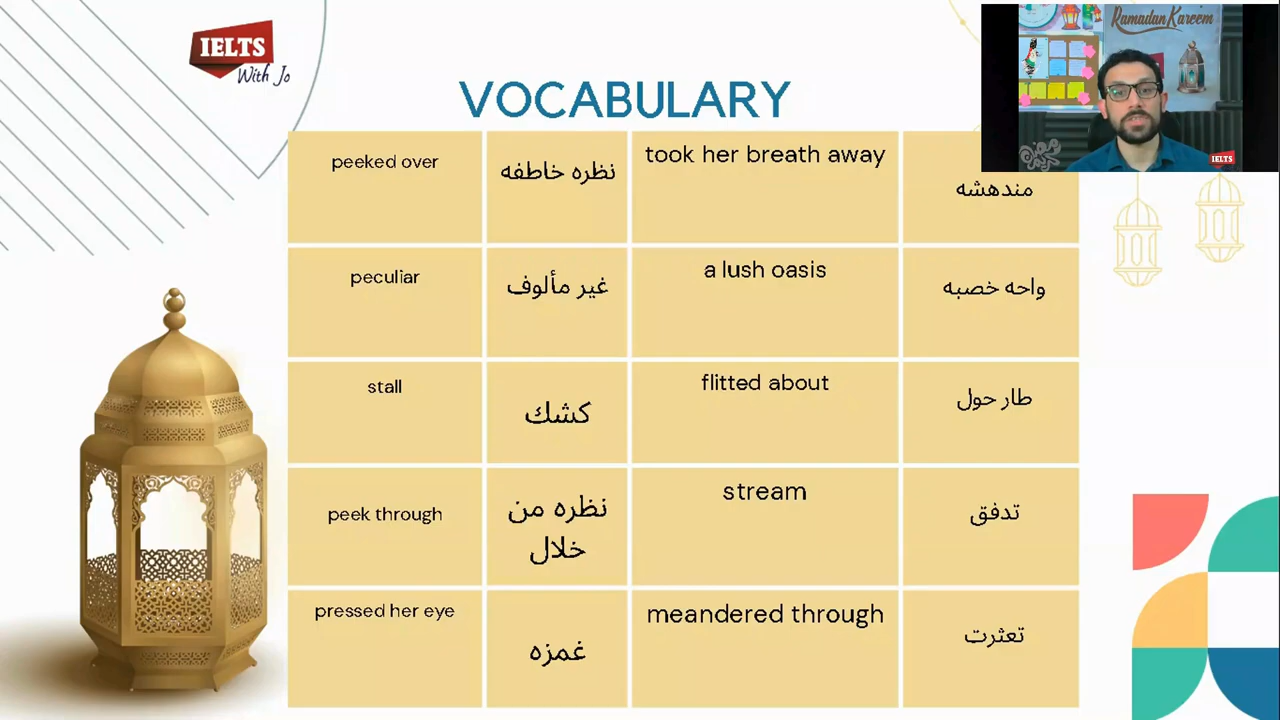 IELTS
With Jo
Ramadan Kareem
IELTS
VOCABULARY
peeked over
نظره خاطفه
took her breath away
مندهشه
peculiar
غير مألوف
a lush oasis
واحه خصبه
stall
كشك
flitted about
طار حول
peek through
نظره من
خلال
stream
تدفق
pressed her eye
غمزه
meandered through
تعثرت